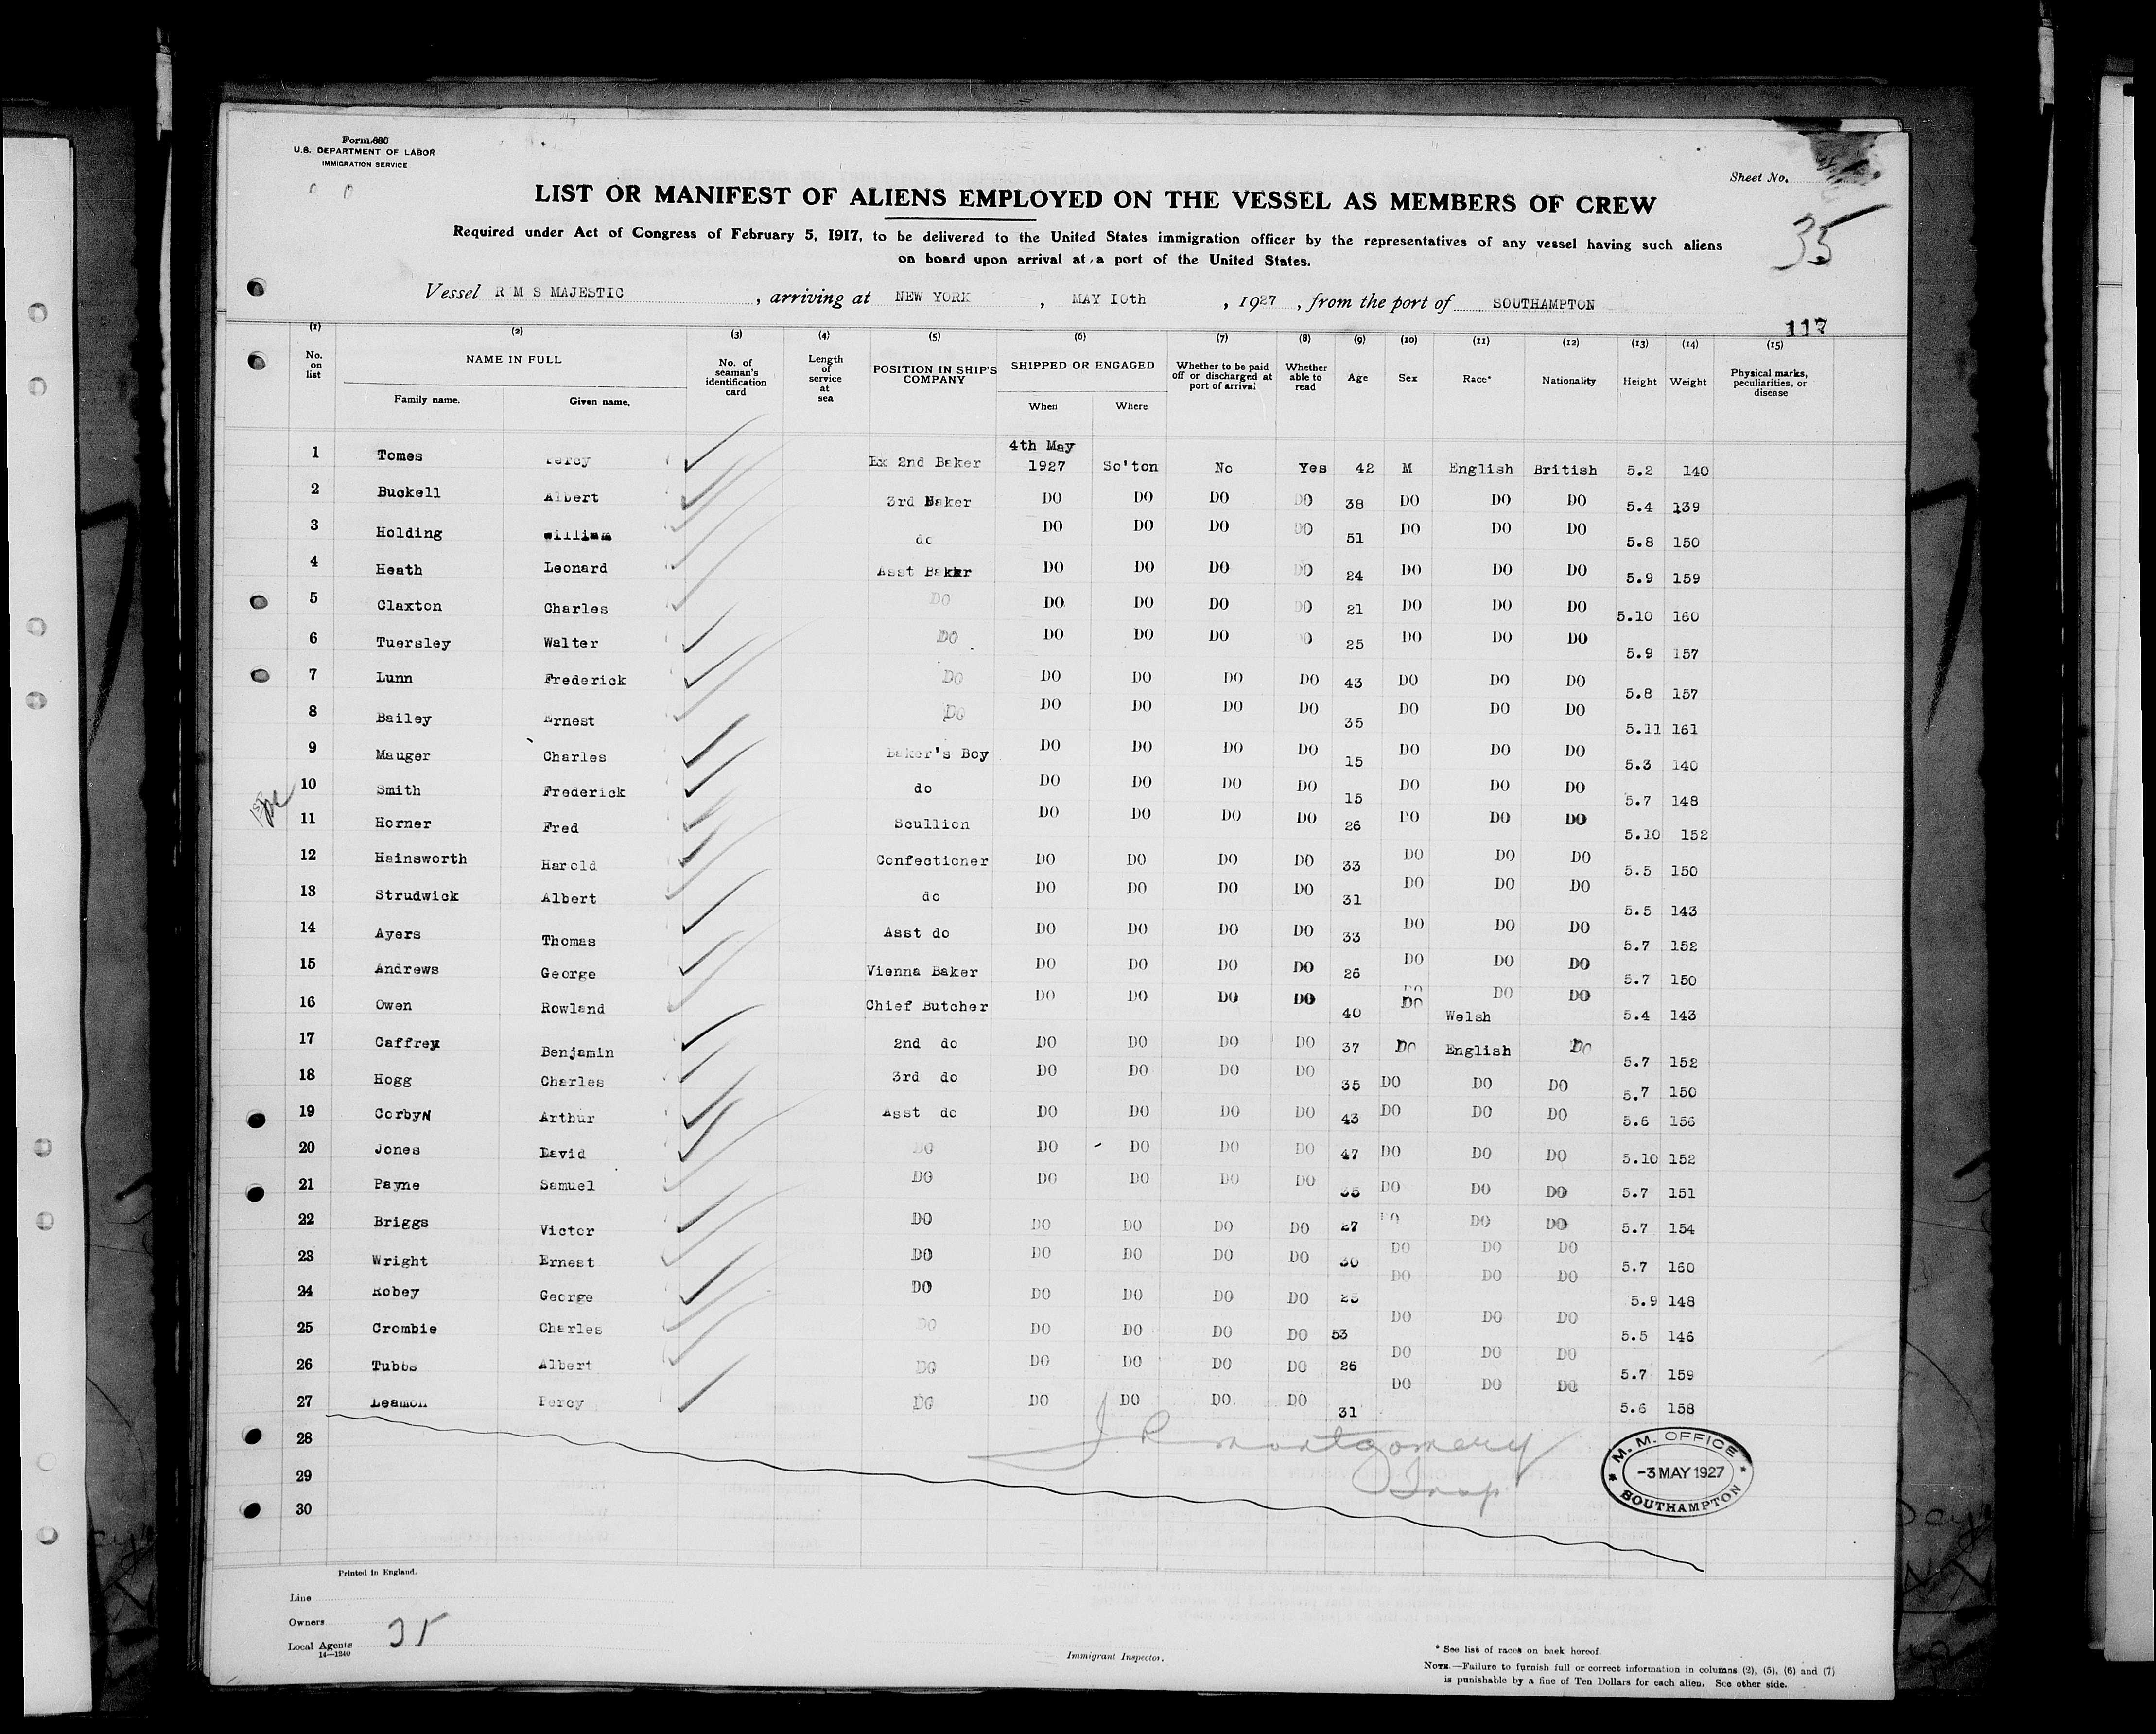 Form 680
U.S. DEPARTMENT OF LABOR
IMMIGRATION SERVICE
Sheet No.
35
LIST OR MANIFEST OF ALIENS EMPLOYED ON THE VESSEL AS MEMBERS OF CREW
Required under Act of Congress of February 5, 1917, to be delivered to the United States immigration officer by the representatives of any vessel having such aliens
on board upon arrival at a port of the United States.
Vessel R M S MAJESTIC , arriving at NEW YORK , MAY 10th , 1927 , from the port of SOUTHAMPTON
117
(1) (2) (3) (4) (5) (6) (7) (8) (9) (10) (11) (12) (13) (14) (15)
No. on list NAME IN FULL No. of seaman's identification card Length of service at sea POSITION IN SHIP'S COMPANY SHIPPED OR ENGAGED Whether to be paid off or discharged at port of arrival Whether able to read Age Sex Race* Nationality Height Weight Physical marks, peculiarities, or disease
Family name. Given name. When Where
1 Tomes Percy Ex 2nd Baker 4th May 1927 So'ton No Yes 42 M English British 5.2 140
2 Buckell Albert 3rd Baker DO DO DO DO 38 DO DO DO 5.4 139
3 Holding William do DO DO DO DO 51 DO DO DO 5.8 150
4 Heath Leonard Asst Baker DO DO DO DO 24 DO DO DO 5.9 159
5 Claxton Charles DO DO DO DO DO 21 DO DO DO 5.10 160
6 Tuersley Walter DO DO DO DO DO 25 DO DO DO 5.9 157
7 Lunn Frederick DO DO DO DO DO 43 DO DO DO 5.8 157
8 Bailey Ernest DO DO DO DO DO 35 DO DO DO 5.11 161
9 Mauger Charles Baker's Boy DO DO DO DO 15 DO DO DO 5.3 140
10 Smith Frederick do DO DO DO DO 15 DO DO DO 5.7 148
11 Horner Fred Scullion DO DO DO DO 26 DO DO DO 5.10 152
12 Hainsworth Harold Confectioner DO DO DO DO 33 DO DO DO 5.5 150
13 Strudwick Albert do DO DO DO DO 31 DO DO DO 5.5 143
14 Ayers Thomas Asst do DO DO DO DO 33 DO DO DO 5.7 152
15 Andrews George Vienna Baker DO DO DO DO 26 DO DO DO 5.7 150
16 Owen Rowland Chief Butcher DO DO DO DO 40 DO DO Welsh DO 5.4 143
17 Caffrey Benjamin 2nd do DO DO DO DO 37 DO English DO 5.7 152
18 Hogg Charles 3rd do DO DO DO DO 35 DO DO DO 5.7 150
19 Corbyn Arthur Asst do DO DO DO DO 43 DO DO DO 5.6 156
20 Jones David DO DO DO DO DO 47 DO DO DO 5.10 152
21 Payne Samuel DO DO DO DO DO DO DO DO 5.7 151
22 Briggs Victor DO DO DO DO DO 27 DO DO DO 5.7 154
23 Wright Ernest DO DO DO DO DO 30 DO DO DO 5.7 160
24 Robey George DO DO DO DO DO 25 DO DO DO 5.9 148
25 Crombie Charles DO DO DO DO DO 53 DO DO DO 5.5 146
26 Tubbs Albert DO DO DO DO DO 26 DO DO DO 5.7 159
27 Leamon Percy DO DO DO DO DO 31 DO DO DO 5.6 158
28
29
30
J R Montgomery
Insp
M. M. OFFICE
-3 MAY 1927
SOUTHAMPTON
Printed in England.
Line
Owners
Local Agents
14—1240
35
Immigrant Inspector.
* See list of races on back hereof.
NOTE.—Failure to furnish full or correct information in columns (2), (5), (6) and (7)
is punishable by a fine of Ten Dollars for each alien. See other side.